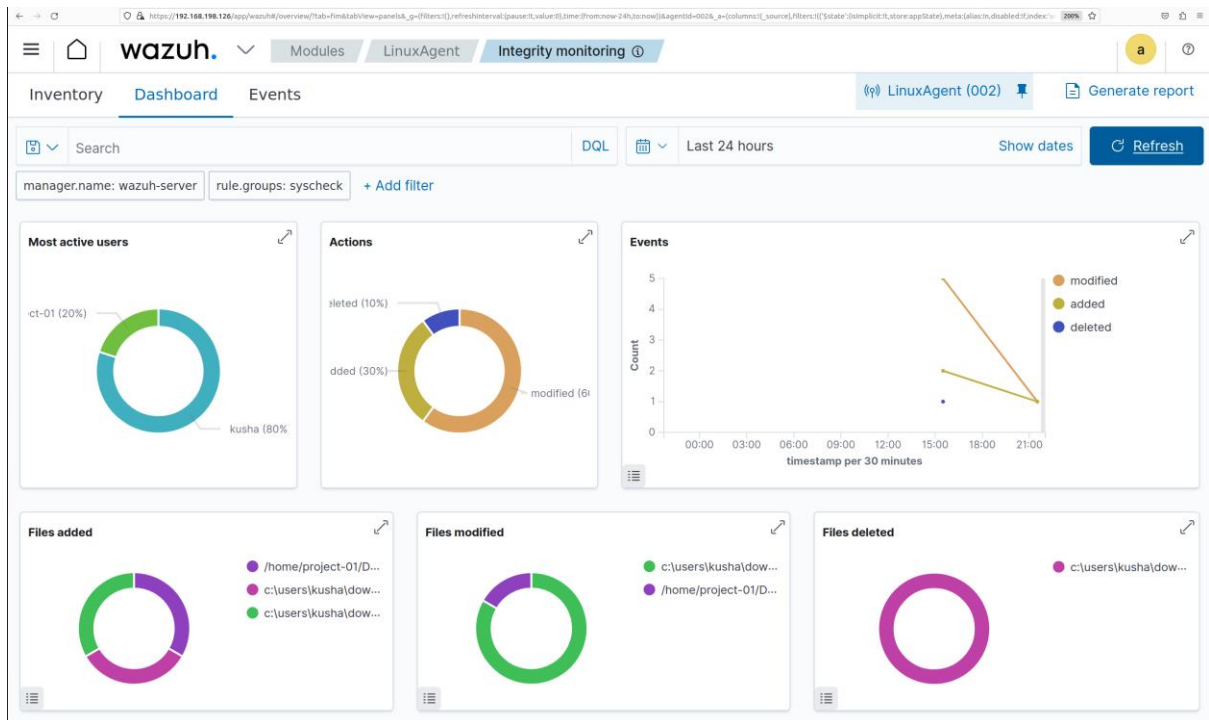 https://192.168.198.126/app/wazuh#/overview/?tab=fim&tabView=panels&_g=(filters:!(),refreshInterval:(pause:!t,value:0),time:(from:now-24h,to:now))&agentId=002&_a=(columns:!(_source),filters:!(('$state':(isImplicit:!t,store:appState),meta:(alias:!n,disabled:!f,index:'
200%
wazuh.
Modules
LinuxAgent
Integrity monitoring
a
Inventory
Dashboard
Events
LinuxAgent (002)
Generate report
Search
DQL
Last 24 hours
Show dates
Refresh
manager.name: wazuh-server
rule.groups: syscheck
+ Add filter
Most active users
ct-01 (20%)
kusha (80%
Actions
eleted (10%)
dded (30%)
modified (6
Events
5
4
3
2
1
0
Count
00:00 03:00 06:00 09:00 12:00 15:00 18:00 21:00
timestamp per 30 minutes
modified
added
deleted
Files added
/home/project-01/D...
c:\users\kusha\dow...
c:\users\kusha\dow...
Files modified
c:\users\kusha\dow...
/home/project-01/D...
Files deleted
c:\users\kusha\dow...